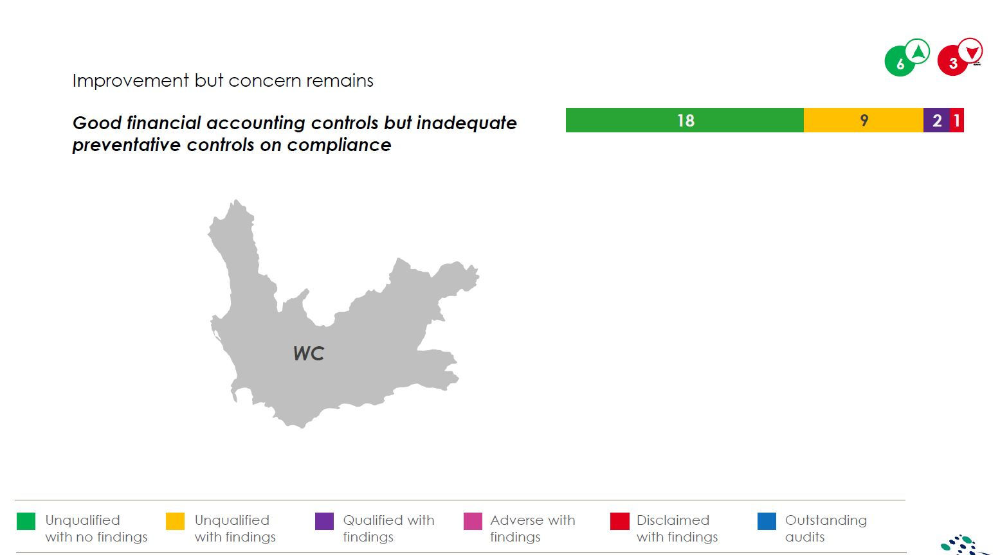 6 3
Improvement but concern remains
Good financial accounting controls but inadequate
preventative controls on compliance
18 9 2 1
WC
Unqualified
with no findings
Unqualified
with findings
Qualified with
findings
Adverse with
findings
Disclaimed
with findings
Outstanding
audits